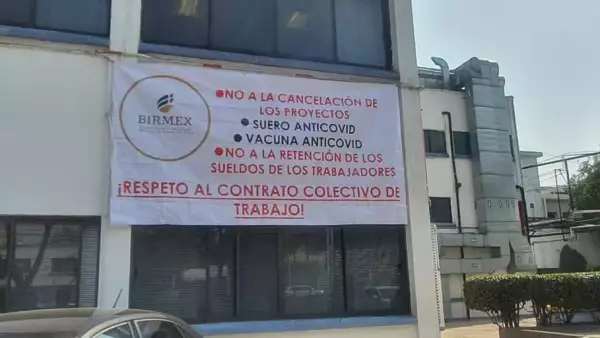 BIRMEX
●NO A LA CANCELACIÓN DE
LOS PROYECTOS
● SUERO ANTICOVID
● VACUNA ANTICOVID
●NO A LA RETENCIÓN DE LOS
SUELDOS DE LOS TRABAJADORES
¡RESPETO AL CONTRATO COLECTIVO DE
TRABAJO!